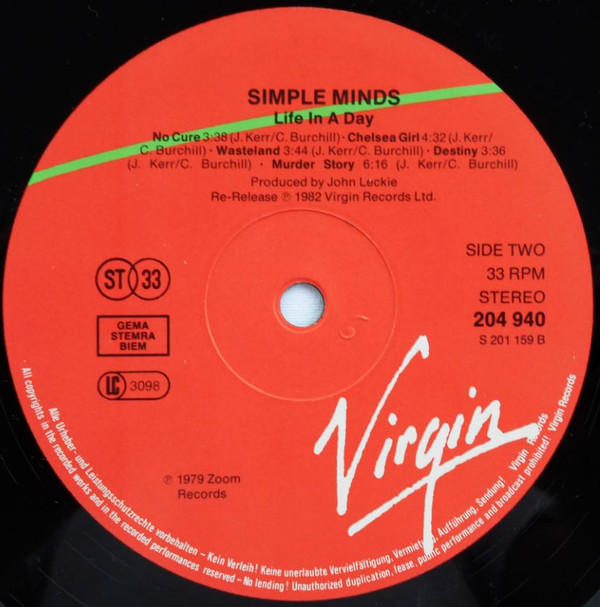 SIMPLE MINDS
Life In A Day
No Cure 3:38 (J. Kerr/C. Burchill) · Chelsea Girl 4:32 (J. Kerr/
C. Burchill) · Wasteland 3:44 (J. Kerr/C. Burchill) · Destiny 3:36
(J. Kerr/C. Burchill) · Murder Story 6:16 (J. Kerr/C. Burchill)
Produced by John Leckie
Re-Release ℗ 1982 Virgin Records Ltd.
ST 33
GEMA
STEMRA
BIEM
LC 3098
SIDE TWO
33 RPM
STEREO
204 940
S 201 159 B
Virgin
℗ 1979 Zoom
Records
Alle Urheber- und Leistungsschutzrechte vorbehalten – Kein Verleih! Keine unerlaubte Vervielfältigung, Vermietung, Aufführung, Sendung! Virgin Records
All copyrights in the recorded works and in the recorded performances reserved – No lending! Unauthorized duplication, lease, public performance and broadcast prohibited! Virgin Records